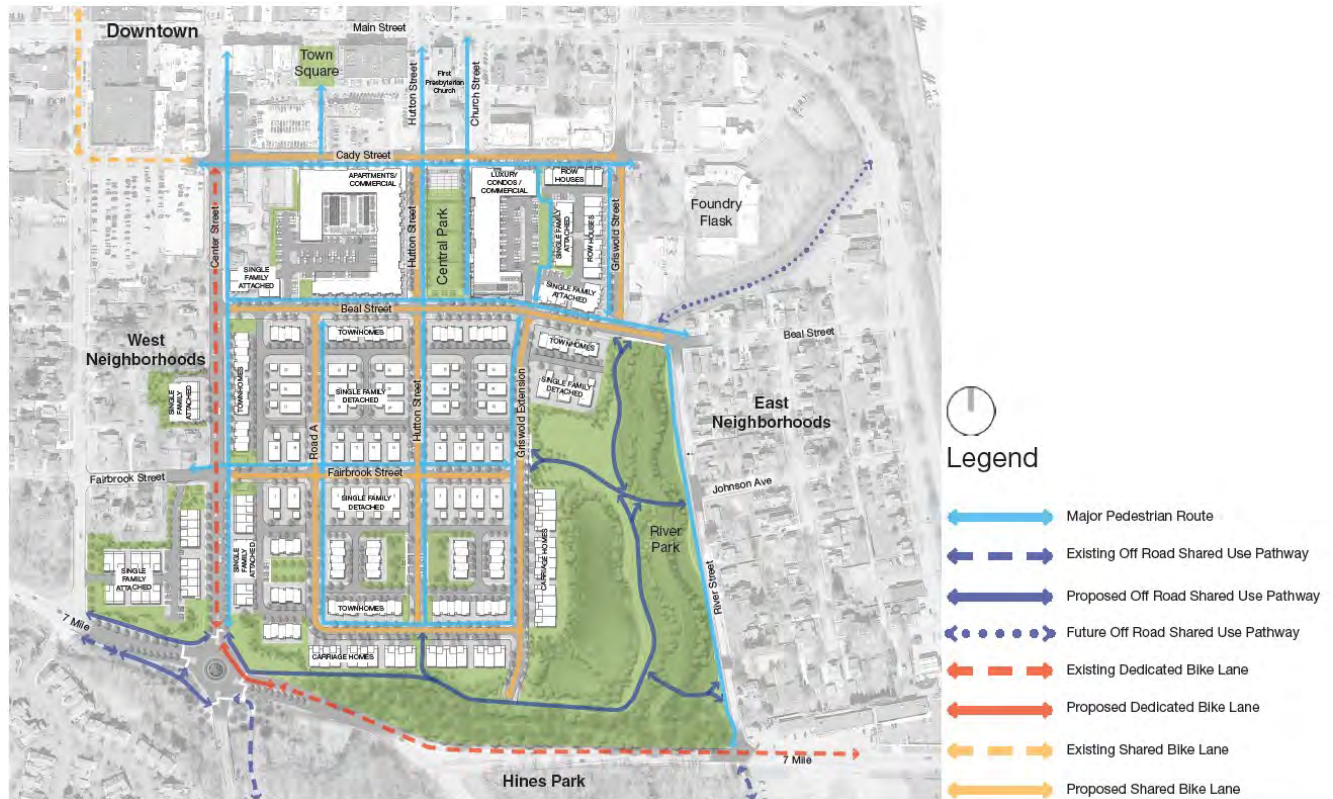 Downtown
Main Street
Town
Square
Hutton Street
First
Presbyterian
Church
Church Street
Cady Street
APARTMENTS/
COMMERCIAL
LUXURY
CONDOS /
COMMERCIAL
ROW
HOUSES
Foundry
Flask
Center Street
Hutton Street
Central Park
SINGLE FAMILY
ATTACHED
ROW HOUSES
Griswold Street
SINGLE
FAMILY
ATTACHED
SINGLE FAMILY
ATTACHED
Beal Street
Beal Street
West
Neighborhoods
TOWNHOMES
TOWNHOMES
TOWNHOMES
SINGLE
FAMILY
ATTACHED
SINGLE FAMILY
DETACHED
SINGLE FAMILY
DETACHED
East
Neighborhoods
Road A
Hutton Street
Griswold Extension
Fairbrook Street
Fairbrook Street
Johnson Ave
SINGLE FAMILY
DETACHED
River
Park
CARRIAGE HOMES
River Street
SINGLE
FAMILY
ATTACHED
SINGLE
FAMILY
ATTACHED
TOWNHOMES
7 Mile
CARRIAGE HOMES
7 Mile
Hines Park
Legend
Major Pedestrian Route
Existing Off Road Shared Use Pathway
Proposed Off Road Shared Use Pathway
Future Off Road Shared Use Pathway
Existing Dedicated Bike Lane
Proposed Dedicated Bike Lane
Existing Shared Bike Lane
Proposed Shared Bike Lane